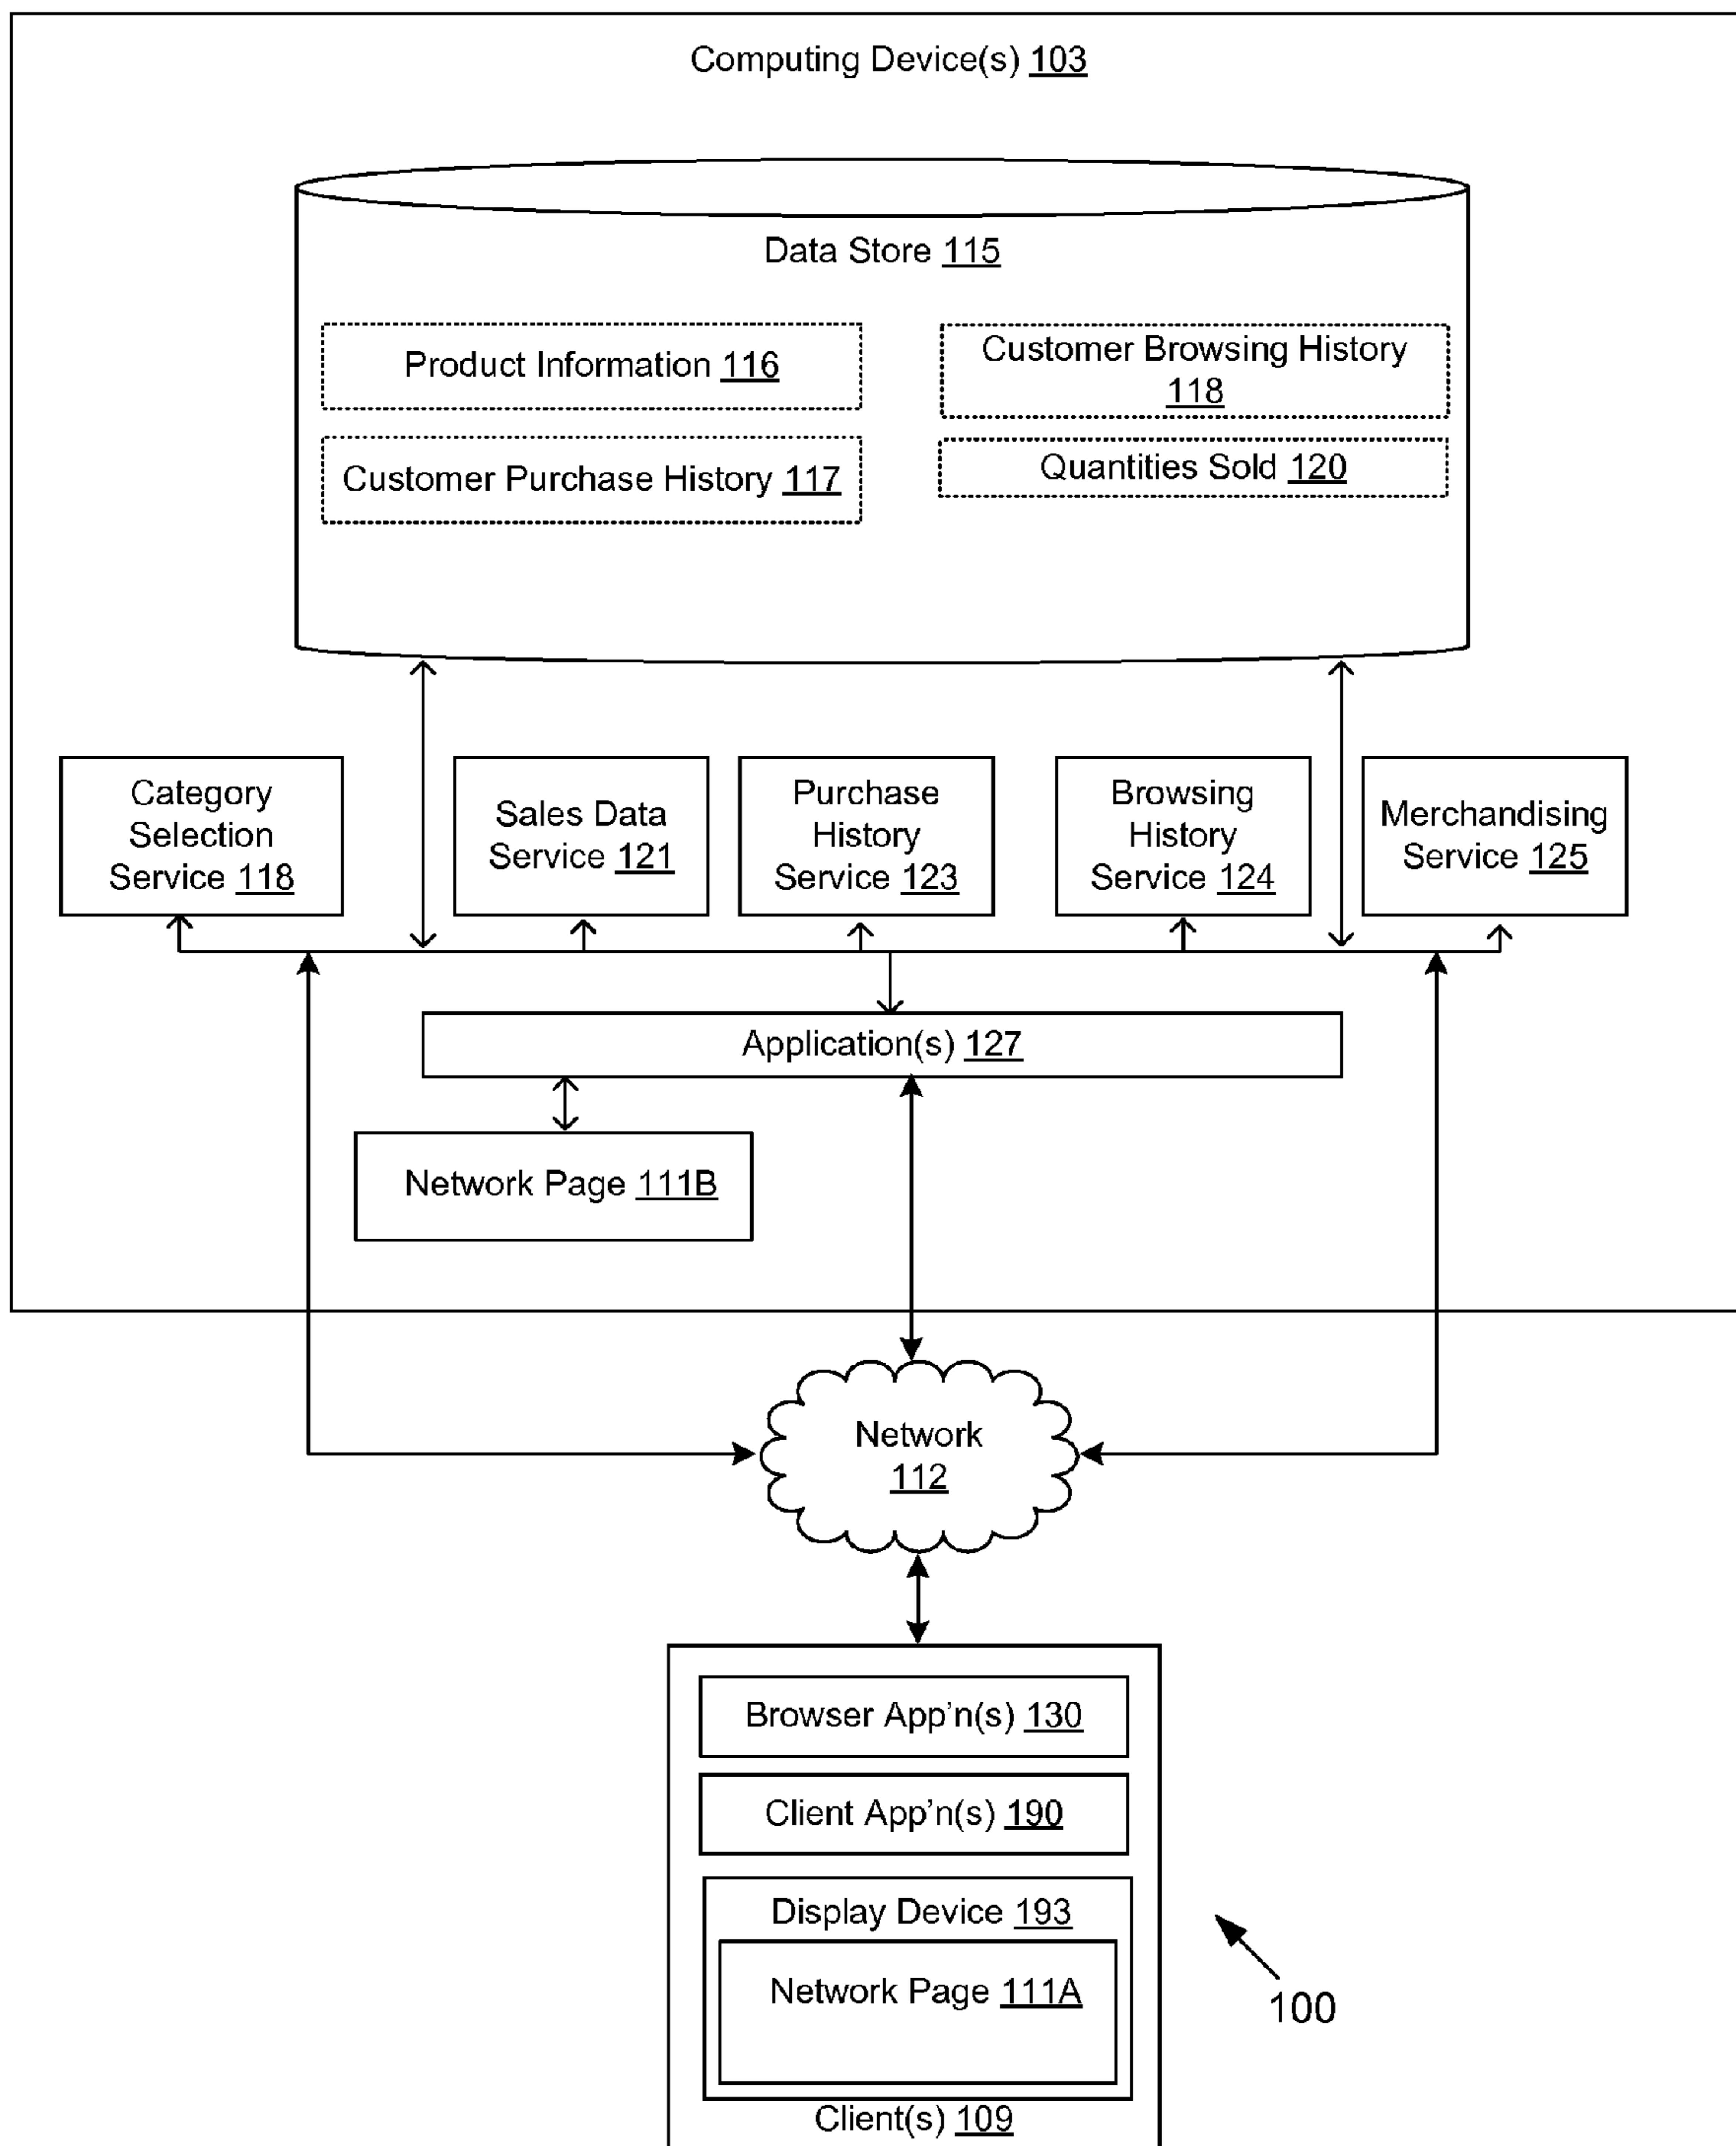 Computing Device(s) 103
Data Store 115
Product Information 116
Customer Browsing History
118
Customer Purchase History 117
Quantities Sold 120
Category
Selection
Service 118
Sales Data
Service 121
Purchase
History
Service 123
Browsing
History
Service 124
Merchandising
Service 125
Application(s) 127
Network Page 111B
Network
112
Browser App’n(s) 130
Client App’n(s) 190
Display Device 193
Network Page 111A
Client(s) 109
100